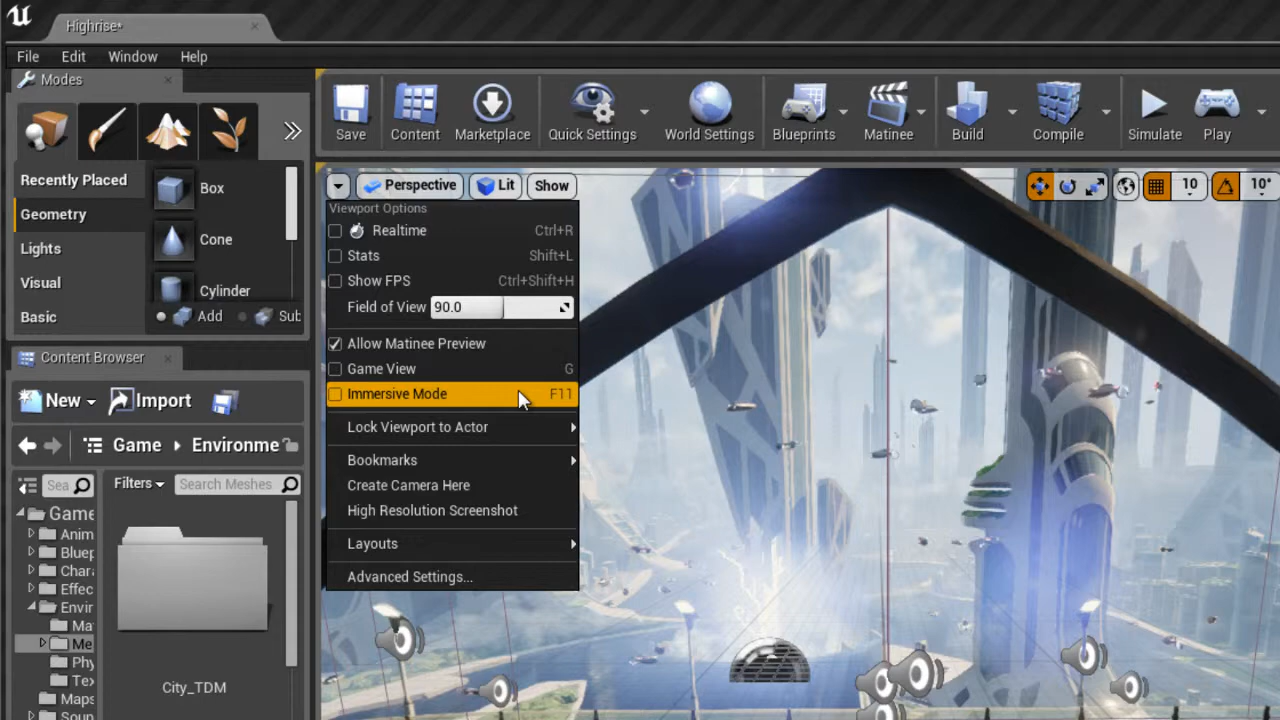 Highrise*
File Edit Window Help
Modes
Save Content Marketplace Quick Settings World Settings Blueprints Matinee Build Compile Simulate Play
Recently Placed
Geometry
Lights
Visual
Basic
Box
Cone
Cylinder
Add Sub
Perspective Lit Show
10 10°
Viewport Options
Realtime Ctrl+R
Stats Shift+L
Show FPS Ctrl+Shift+H
Field of View 90.0
Allow Matinee Preview
Game View G
Immersive Mode F11
Lock Viewport to Actor
Bookmarks
Create Camera Here
High Resolution Screenshot
Layouts
Advanced Settings...
Content Browser
New Import
Game Environme
Sea
Filters Search Meshes
Game
Anim
Bluep
Chara
Effec
Envir
Ma
Me
Phy
Tex
Maps
Soun
City_TDM